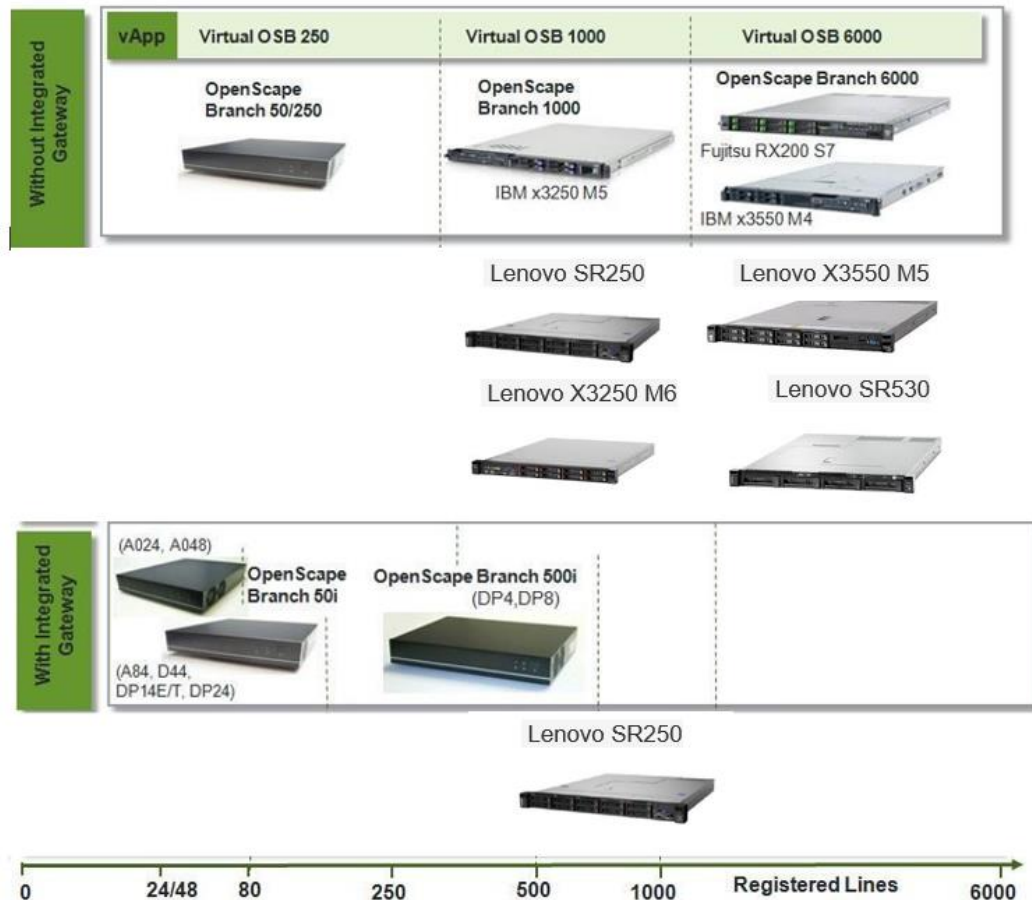 Without Integrated
Gateway
vApp
Virtual OSB 250
Virtual OSB 1000
Virtual OSB 6000
OpenScape
Branch 50/250
OpenScape
Branch 1000
IBM x3250 M5
OpenScape Branch 6000
Fujitsu RX200 S7
IBM x3550 M4
Lenovo SR250
Lenovo X3550 M5
Lenovo X3250 M6
Lenovo SR530
With Integrated
Gateway
(A024, A048)
OpenScape
Branch 50i
(A84, D44,
DP14E/T, DP24)
OpenScape Branch 500i
(DP4,DP8)
Lenovo SR250
0
24/48
80
250
500
1000
Registered Lines
6000